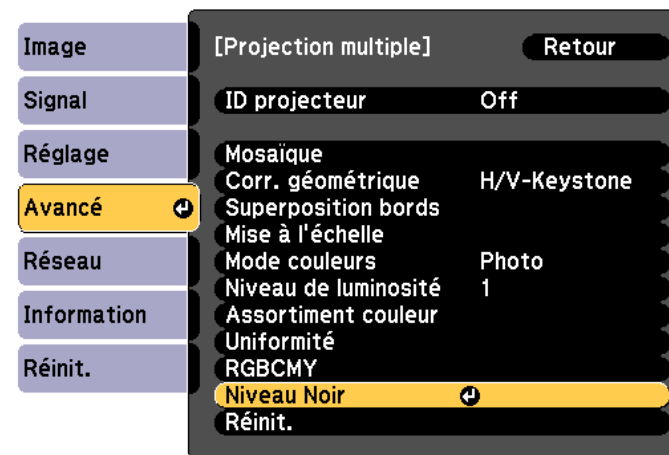 Image
Signal
Réglage
Avancé
Réseau
Information
Réinit.
[Projection multiple] Retour
ID projecteur Off
Mosaïque
Corr. géométrique H/V-Keystone
Superposition bords
Mise à l'échelle
Mode couleurs Photo
Niveau de luminosité 1
Assortiment couleur
Uniformité
RGBCMY
Niveau Noir
Réinit.